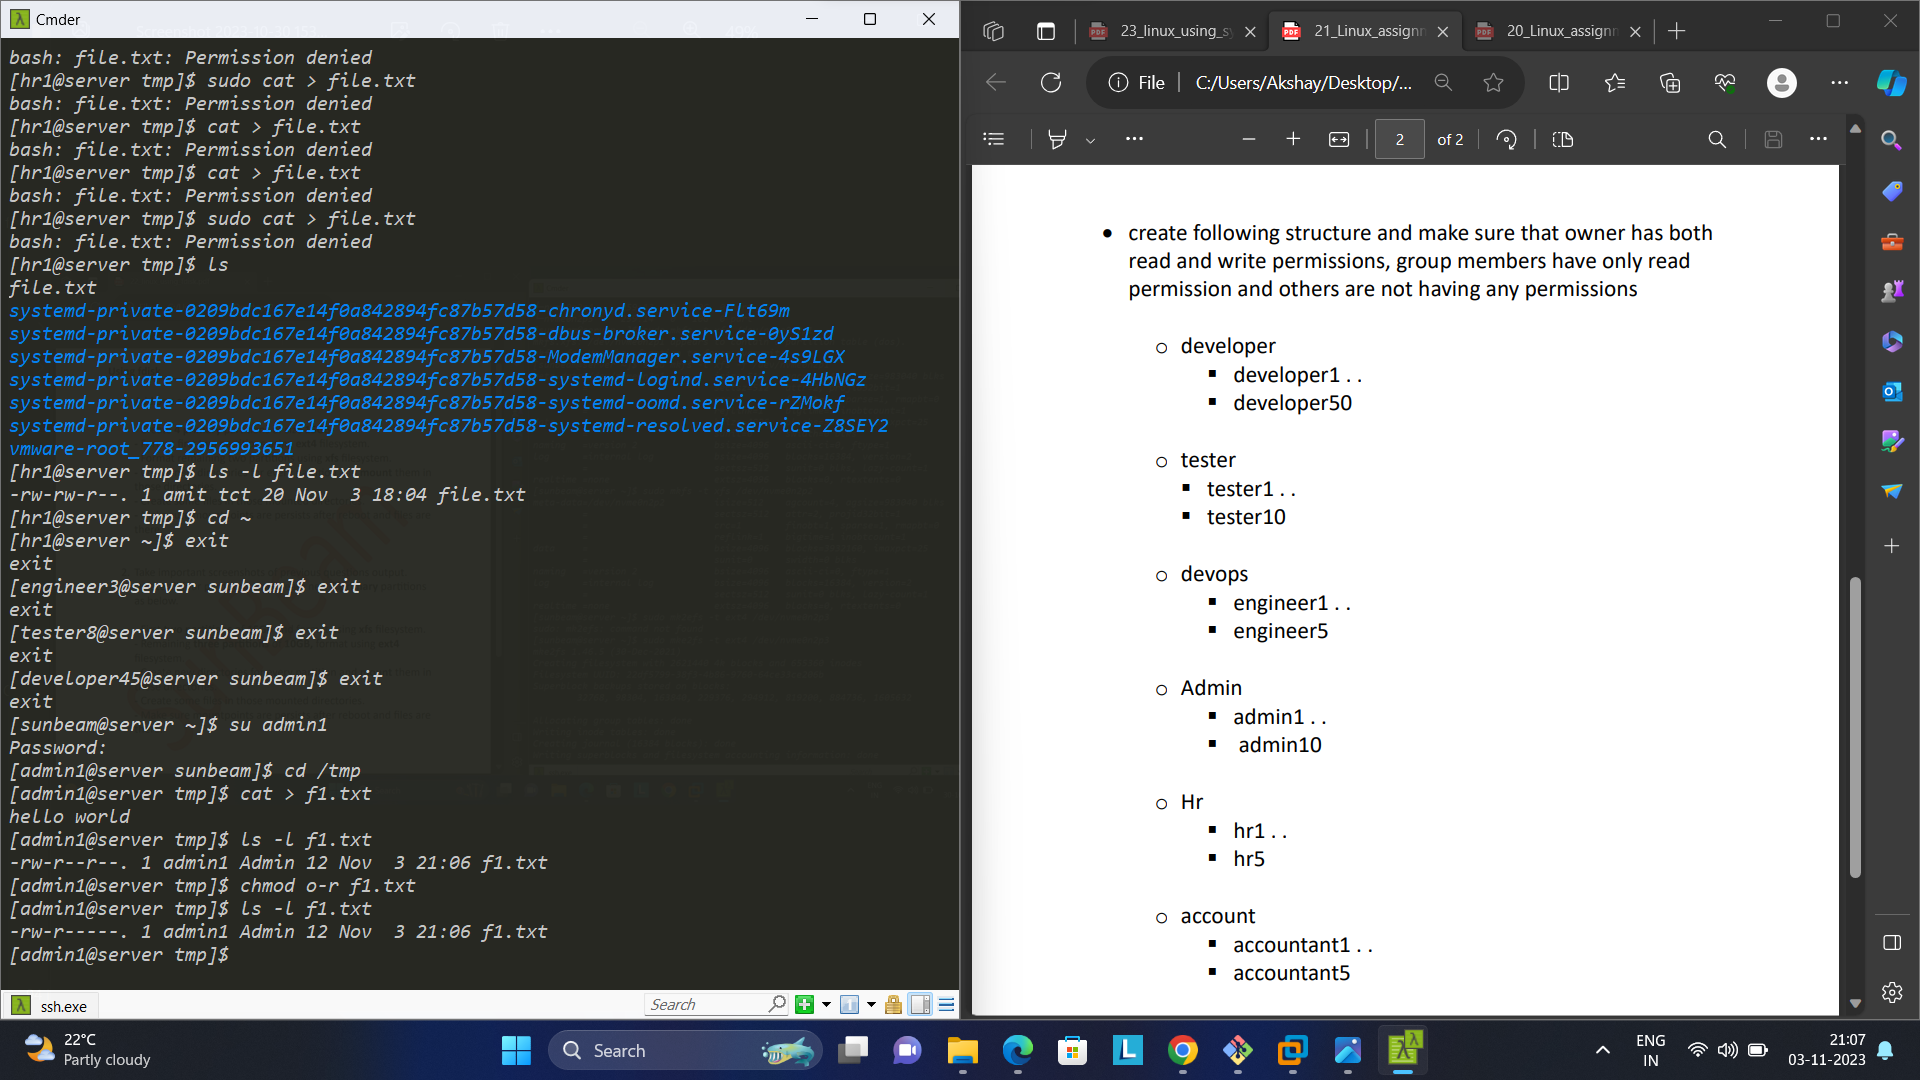 Cmder
bash: file.txt: Permission denied
[hr1@server tmp]$ sudo cat > file.txt
bash: file.txt: Permission denied
[hr1@server tmp]$ cat > file.txt
bash: file.txt: Permission denied
[hr1@server tmp]$ cat > file.txt
bash: file.txt: Permission denied
[hr1@server tmp]$ sudo cat > file.txt
bash: file.txt: Permission denied
[hr1@server tmp]$ ls
file.txt
systemd-private-0209bdc167e14f0a842894fc87b57d58-chronyd.service-Flt69m
systemd-private-0209bdc167e14f0a842894fc87b57d58-dbus-broker.service-0yS1zd
systemd-private-0209bdc167e14f0a842894fc87b57d58-ModemManager.service-4s9LGX
systemd-private-0209bdc167e14f0a842894fc87b57d58-systemd-logind.service-4HbNGz
systemd-private-0209bdc167e14f0a842894fc87b57d58-systemd-oomd.service-rZMokf
systemd-private-0209bdc167e14f0a842894fc87b57d58-systemd-resolved.service-Z8SEY2
vmware-root_778-2956993651
[hr1@server tmp]$ ls -l file.txt
-rw-rw-r--. 1 amit tct 20 Nov  3 18:04 file.txt
[hr1@server tmp]$ cd ~
[hr1@server ~]$ exit
exit
[engineer3@server sunbeam]$ exit
exit
[tester8@server sunbeam]$ exit
exit
[developer45@server sunbeam]$ exit
exit
[sunbeam@server ~]$ su admin1
Password:
[admin1@server sunbeam]$ cd /tmp
[admin1@server tmp]$ cat > f1.txt
hello world
[admin1@server tmp]$ ls -l f1.txt
-rw-r--r--. 1 admin1 Admin 12 Nov  3 21:06 f1.txt
[admin1@server tmp]$ chmod o-r f1.txt
[admin1@server tmp]$ ls -l f1.txt
-rw-r-----. 1 admin1 Admin 12 Nov  3 21:06 f1.txt
[admin1@server tmp]$
ssh.exe
Search
23_linux_using_sy
21_Linux_assignm
20_Linux_assignm
File
C:/Users/Akshay/Desktop/...
2 of 2
• create following structure and make sure that owner has both
read and write permissions, group members have only read
permission and others are not having any permissions
o developer
▪ developer1 . .
▪ developer50
o tester
▪ tester1 . .
▪ tester10
o devops
▪ engineer1 . .
▪ engineer5
o Admin
▪ admin1 . .
▪ admin10
o Hr
▪ hr1 . .
▪ hr5
o account
▪ accountant1 . .
▪ accountant5
22°C
Partly cloudy
Search
ENG
IN
21:07
03-11-2023